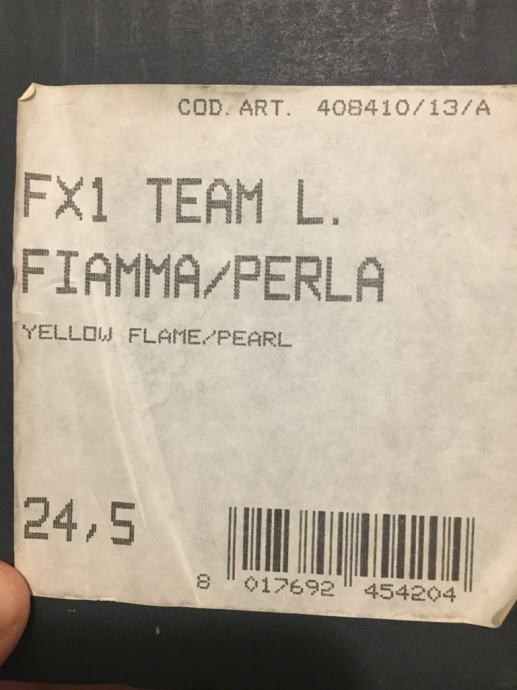 COD. ART. 408410/13/A
FX1 TEAM L.
FIAMMA/PERLA
YELLOW FLAME/PEARL
24,5
8 017692 454204